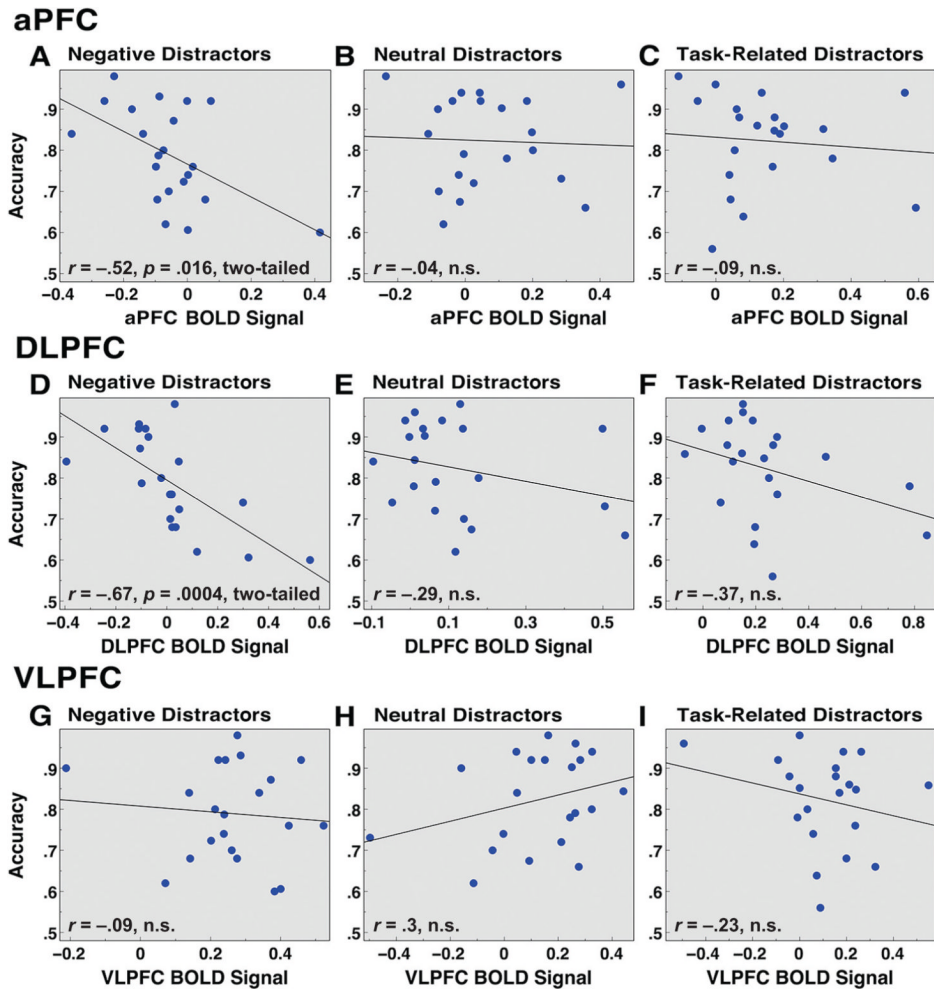 aPFC
A Negative Distractors
B Neutral Distractors
C Task-Related Distractors
Accuracy
.9
.8
.7
.6
.5
r = –.52, p = .016, two-tailed
r = –.04, n.s.
r = –.09, n.s.
−0.4 −0.2 0 0.2 0.4
−0.2 0 0.2 0.4
0 0.2 0.4 0.6
aPFC BOLD Signal
aPFC BOLD Signal
aPFC BOLD Signal
DLPFC
D Negative Distractors
E Neutral Distractors
F Task-Related Distractors
Accuracy
.9
.8
.7
.6
.5
r = –.67, p = .0004, two-tailed
r = –.29, n.s.
r = –.37, n.s.
−0.4 −0.2 0 0.2 0.4 0.6
−0.1 0.1 0.3 0.5
0 0.2 0.4 0.6 0.8
DLPFC BOLD Signal
DLPFC BOLD Signal
DLPFC BOLD Signal
VLPFC
G Negative Distractors
H Neutral Distractors
I Task-Related Distractors
Accuracy
.9
.8
.7
.6
.5
r = –.09, n.s.
r = .3, n.s.
r = –.23, n.s.
−0.2 0 0.2 0.4
−0.4 −0.2 0 0.2 0.4
−0.4 −0.2 0 0.2 0.4
VLPFC BOLD Signal
VLPFC BOLD Signal
VLPFC BOLD Signal